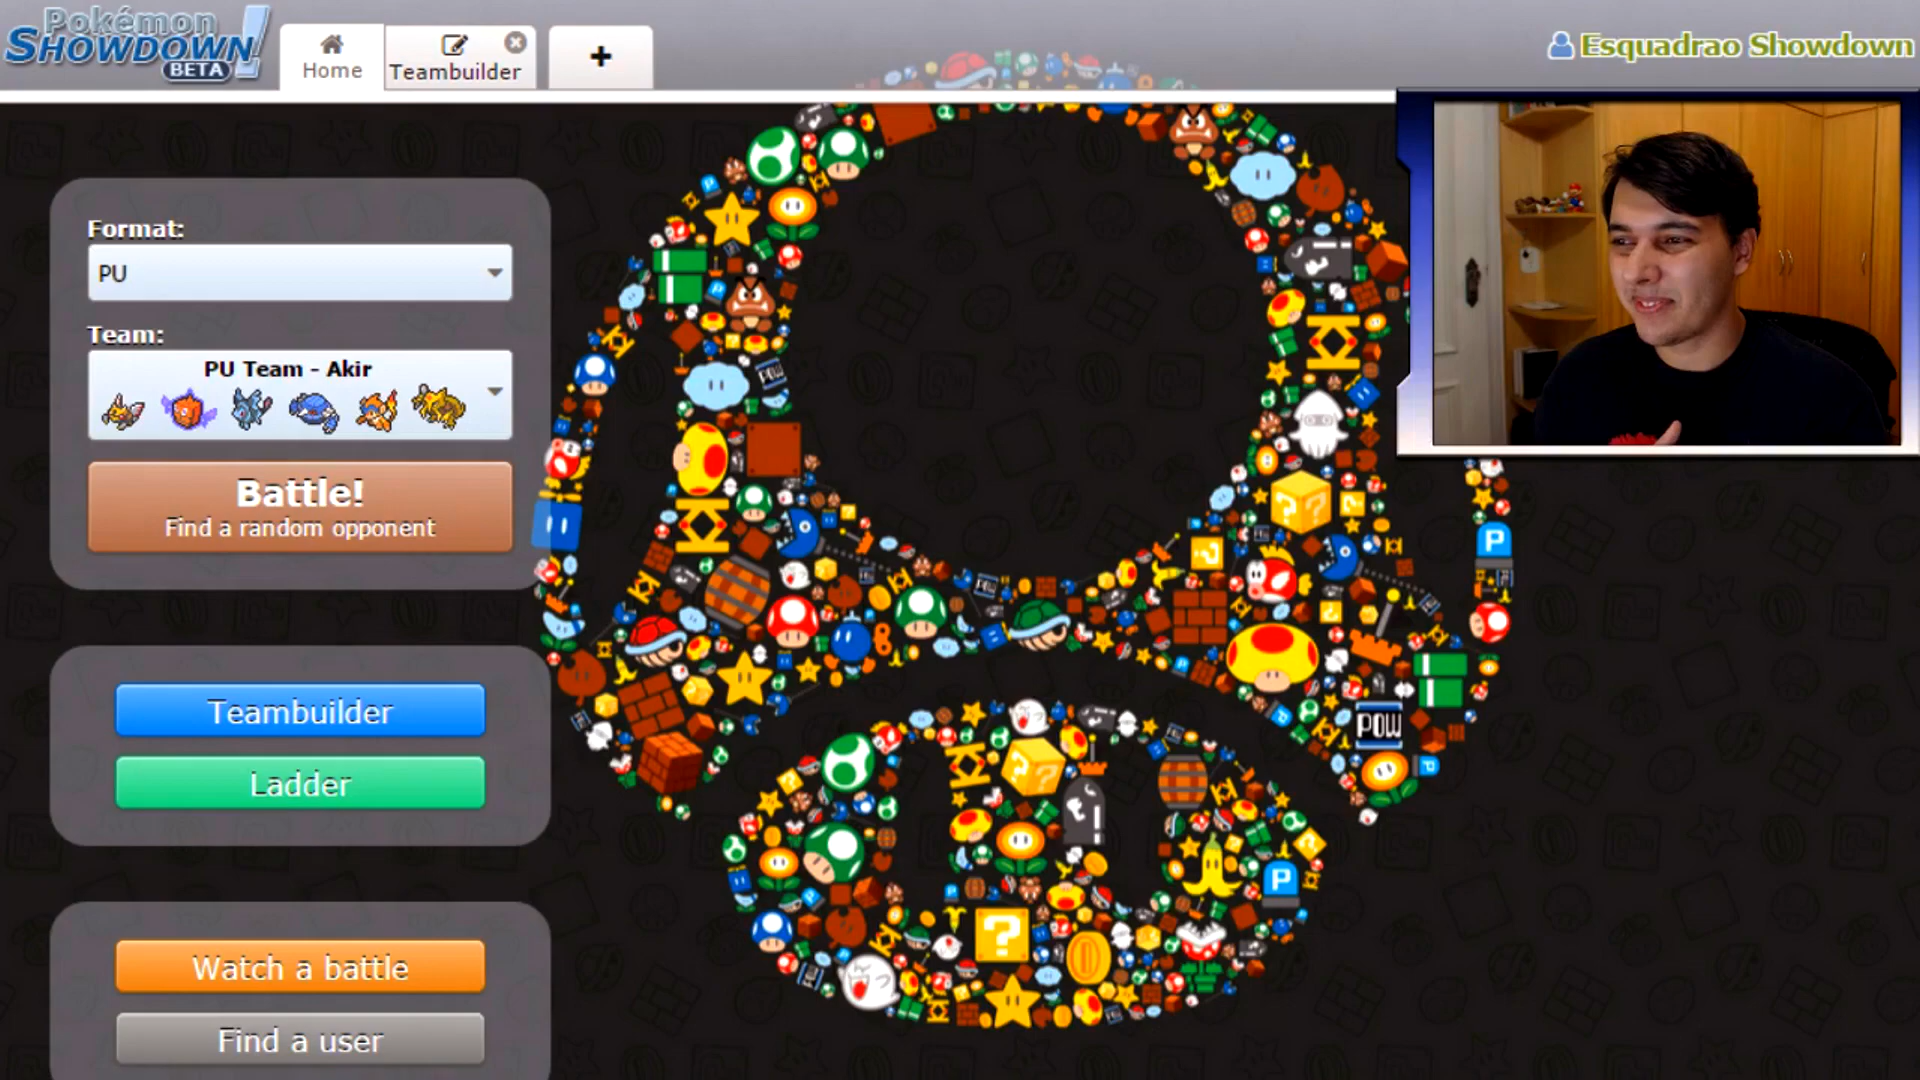 Pokémon
SHOWDOWN!
BETA
Home
Teambuilder
+
Esquadrao Showdown
Format:
PU
Team:
PU Team - Akir
Battle!
Find a random opponent
Teambuilder
Ladder
Watch a battle
Find a user
POW
P
?
?
?
?
P
POW
P
?